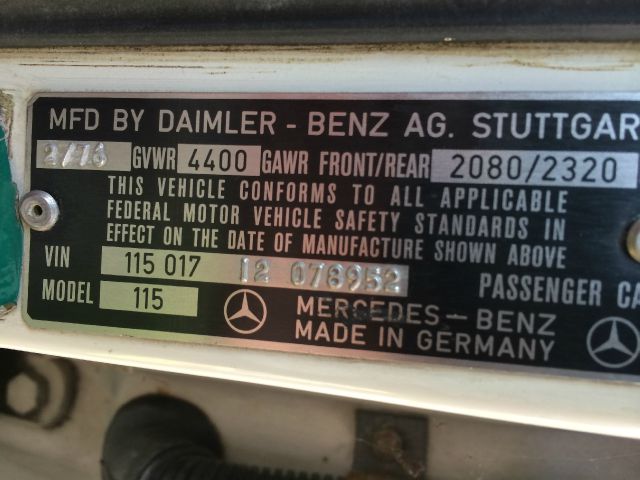 MFD BY DAIMLER - BENZ AG. STUTTGAR
2/76 GVWR 4400 GAWR FRONT/REAR 2080/2320
THIS VEHICLE CONFORMS TO ALL APPLICABLE
FEDERAL MOTOR VEHICLE SAFETY STANDARDS IN
EFFECT ON THE DATE OF MANUFACTURE SHOWN ABOVE
VIN 115 017 12 078952 PASSENGER CA
MODEL 115 MERCEDES - BENZ
MADE IN GERMANY